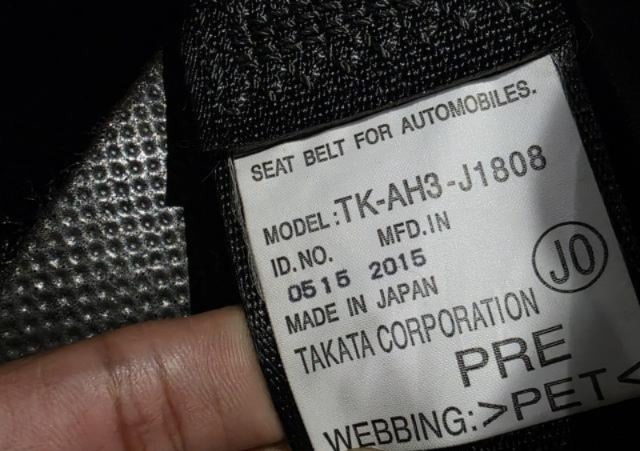 SEAT BELT FOR AUTOMOBILES.
MODEL:TK-AH3-J1808
ID.NO. MFD.IN
0515 2015
MADE IN JAPAN
JO
TAKATA CORPORATION
PRE
WEBBING:>PET<